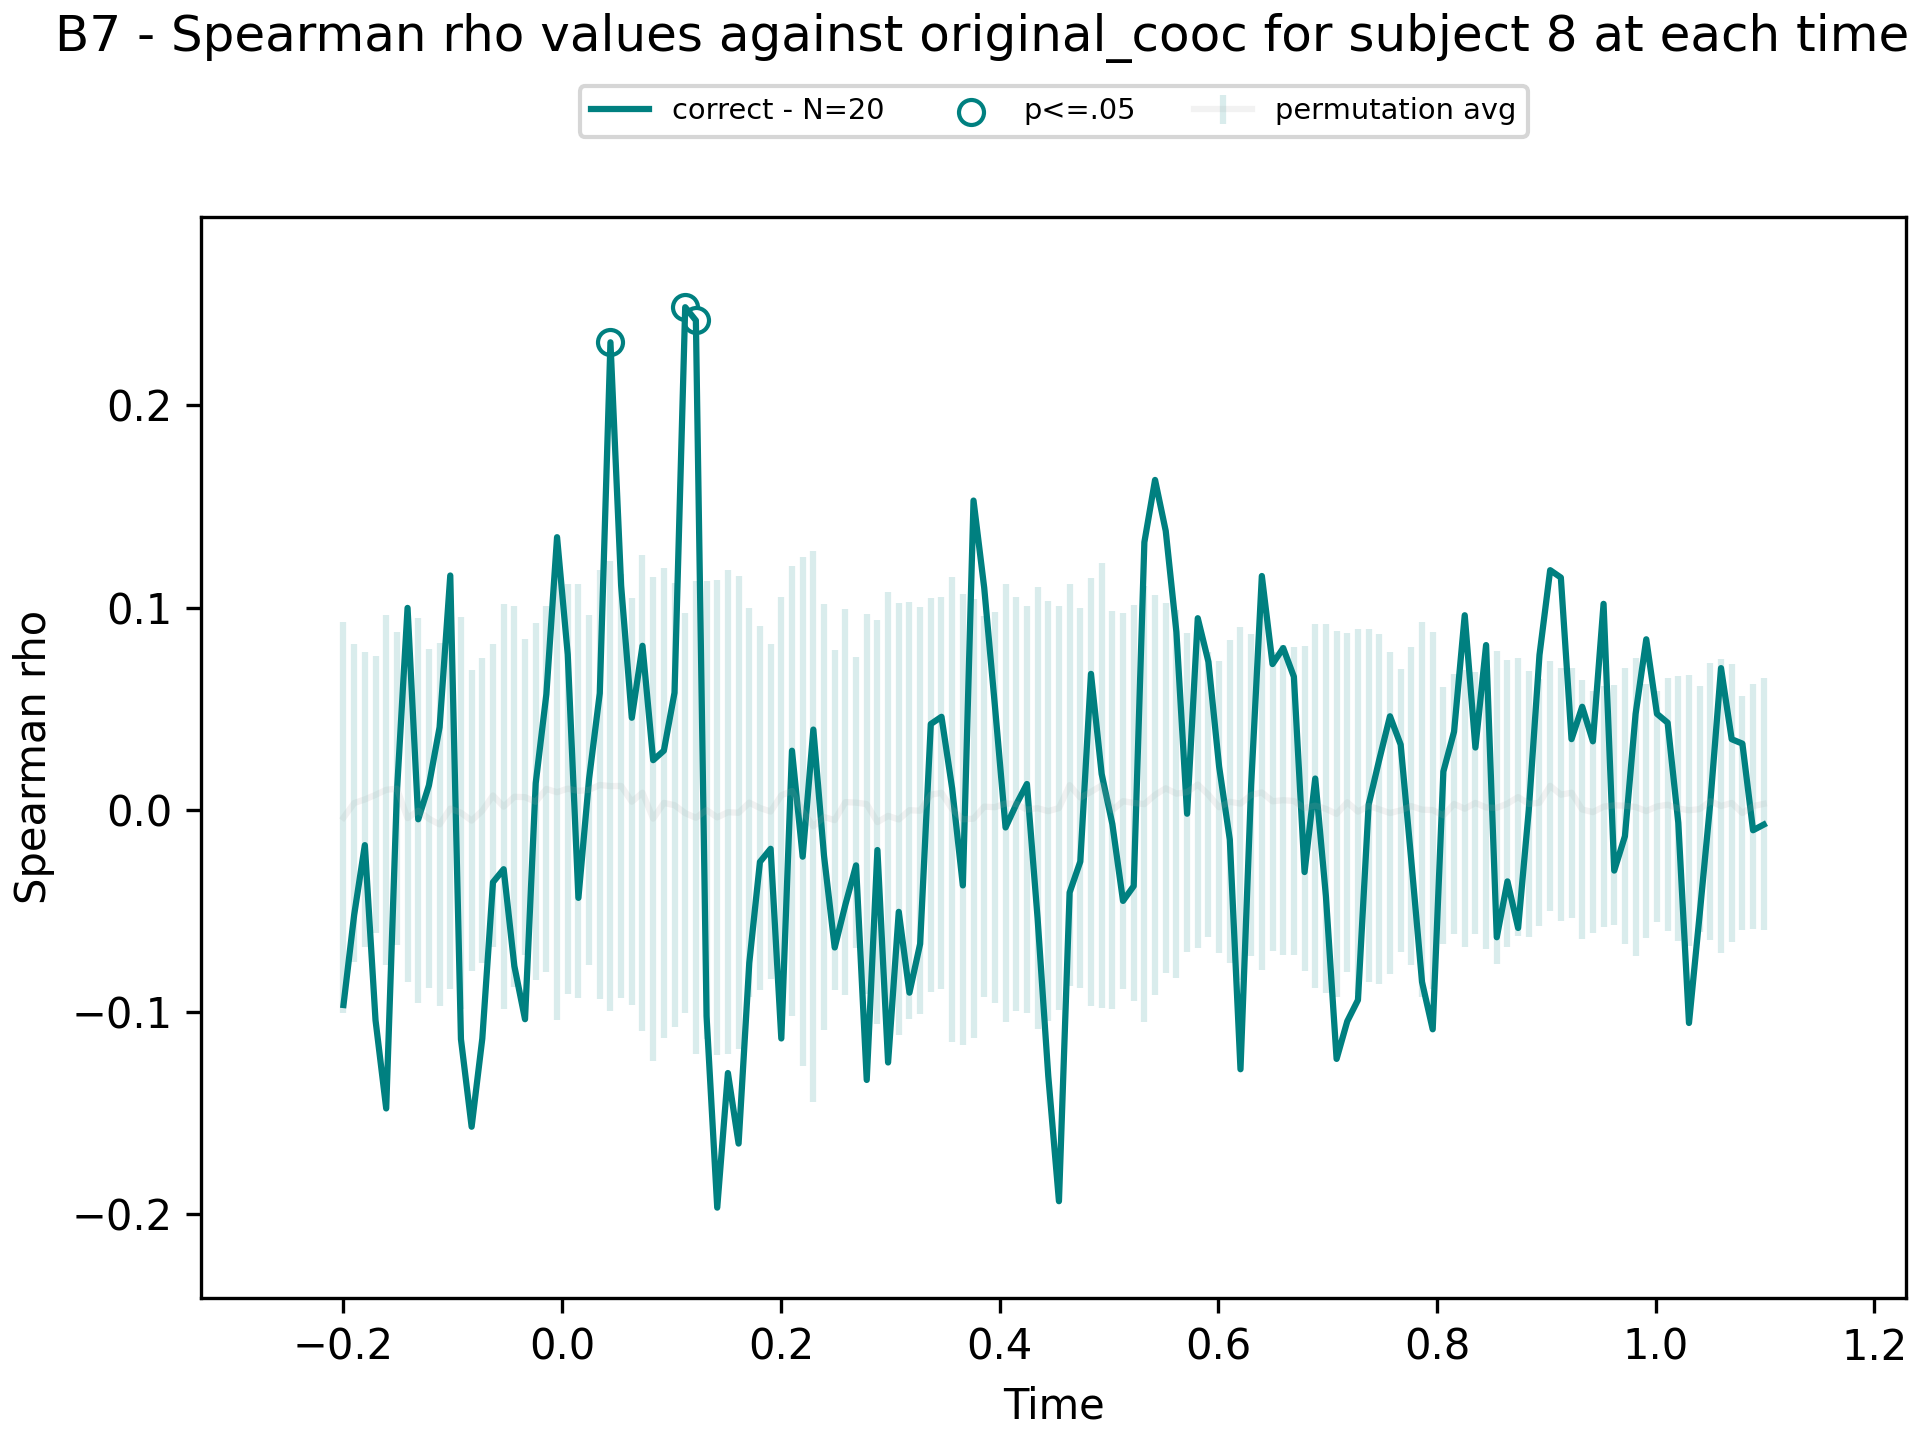 B7 - Spearman rho values against original_cooc for subject 8 at each time
correct - N=20
p<=.05
permutation avg
Spearman rho
0.2
0.1
0.0
−0.1
−0.2
−0.2
0.0
0.2
0.4
0.6
0.8
1.0
1.2
Time